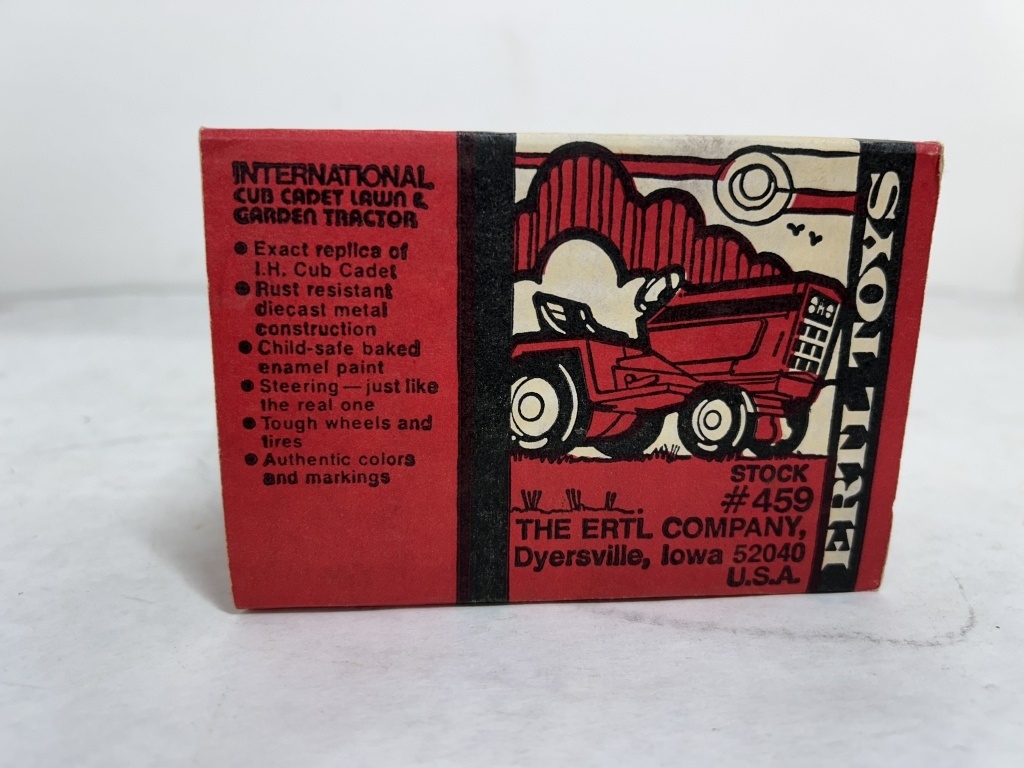 INTERNATIONAL
CUB CADET LAWN &
GARDEN TRACTOR
Exact replica of
I.H. Cub Cadet
Rust resistant
diecast metal
construction
Child-safe baked
enamel paint
Steering — just like
the real one
Tough wheels and
tires
Authentic colors
and markings
STOCK
#459
THE ERTL COMPANY,
Dyersville, Iowa 52040
U.S.A.
ERTL TOYS